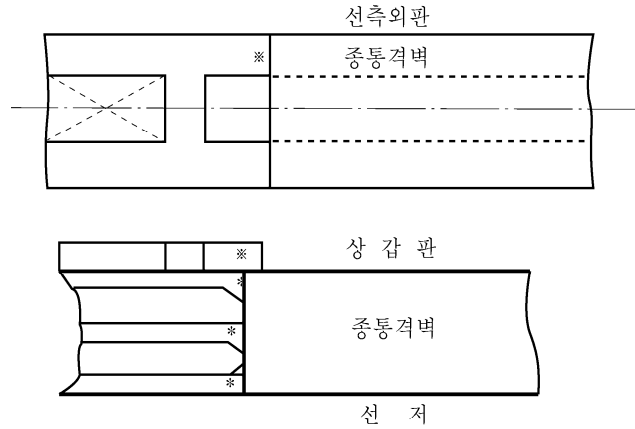 선측외판
※ 종통격벽
※ 상 갑 판
*
* 종통격벽
*
선 저